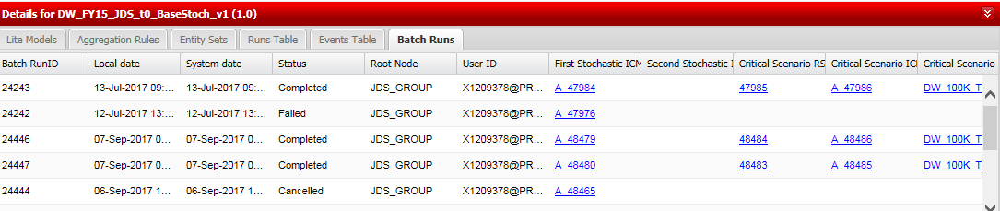 Details for DW_FY15_JDS_t0_BaseStoch_v1 (1.0)
Lite Models Aggregation Rules Entity Sets Runs Table Events Table Batch Runs
Batch RunID Local date System date Status Root Node User ID First Stochastic ICM Second Stochastic I Critical Scenario RS Critical Scenario ICI Critical Scenario
24243 13-Jul-2017 09:... 13-Jul-2017 09:... Completed JDS_GROUP X1209378@PR... A_47984 47985 A_47986 DW_100K_T
24242 12-Jul-2017 13:... 12-Jul-2017 13:... Failed JDS_GROUP X1209378@PR... A_47976
24446 07-Sep-2017 0... 07-Sep-2017 0... Completed JDS_GROUP X1209378@PR... A_48479 48484 A_48486 DW_100K_T
24447 07-Sep-2017 0... 07-Sep-2017 0... Completed JDS_GROUP X1209378@PR... A_48480 48483 A_48485 DW_100K_T
24444 06-Sep-2017 1... 06-Sep-2017 1... Cancelled JDS_GROUP X1209378@PR... A_48465